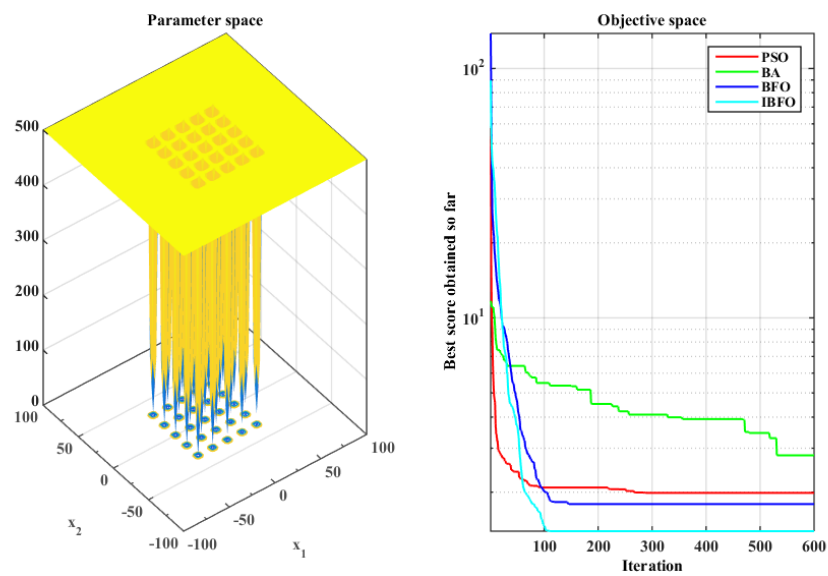 Parameter space
500
400
300
200
100
0
100
50
0
-50
-100
x2
-100
-50
0
50
100
x1
Objective space
Best score obtained so far
10^2
10^1
PSO
BA
BFO
IBFO
100
200
300
400
500
600
Iteration